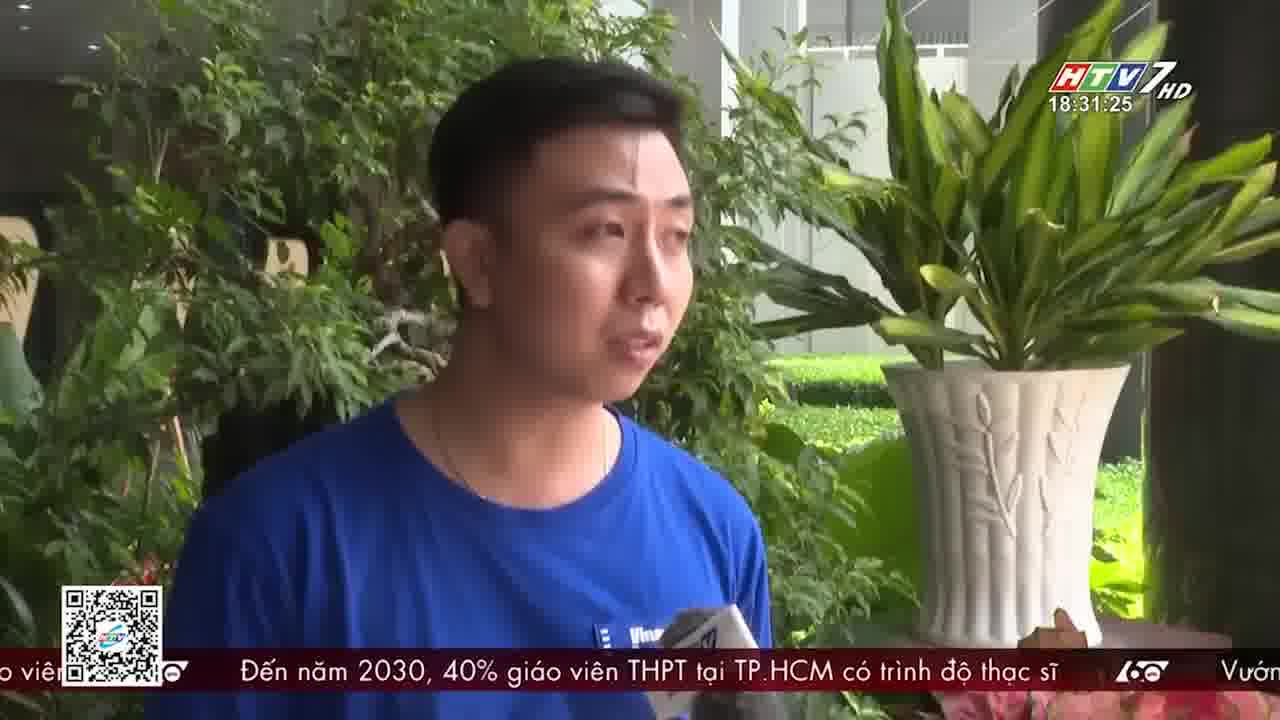 HTV7 HD
18:31:25
HTV
Đến năm 2030, 40% giáo viên THPT tại TP.HCM có trình độ thạc sĩ